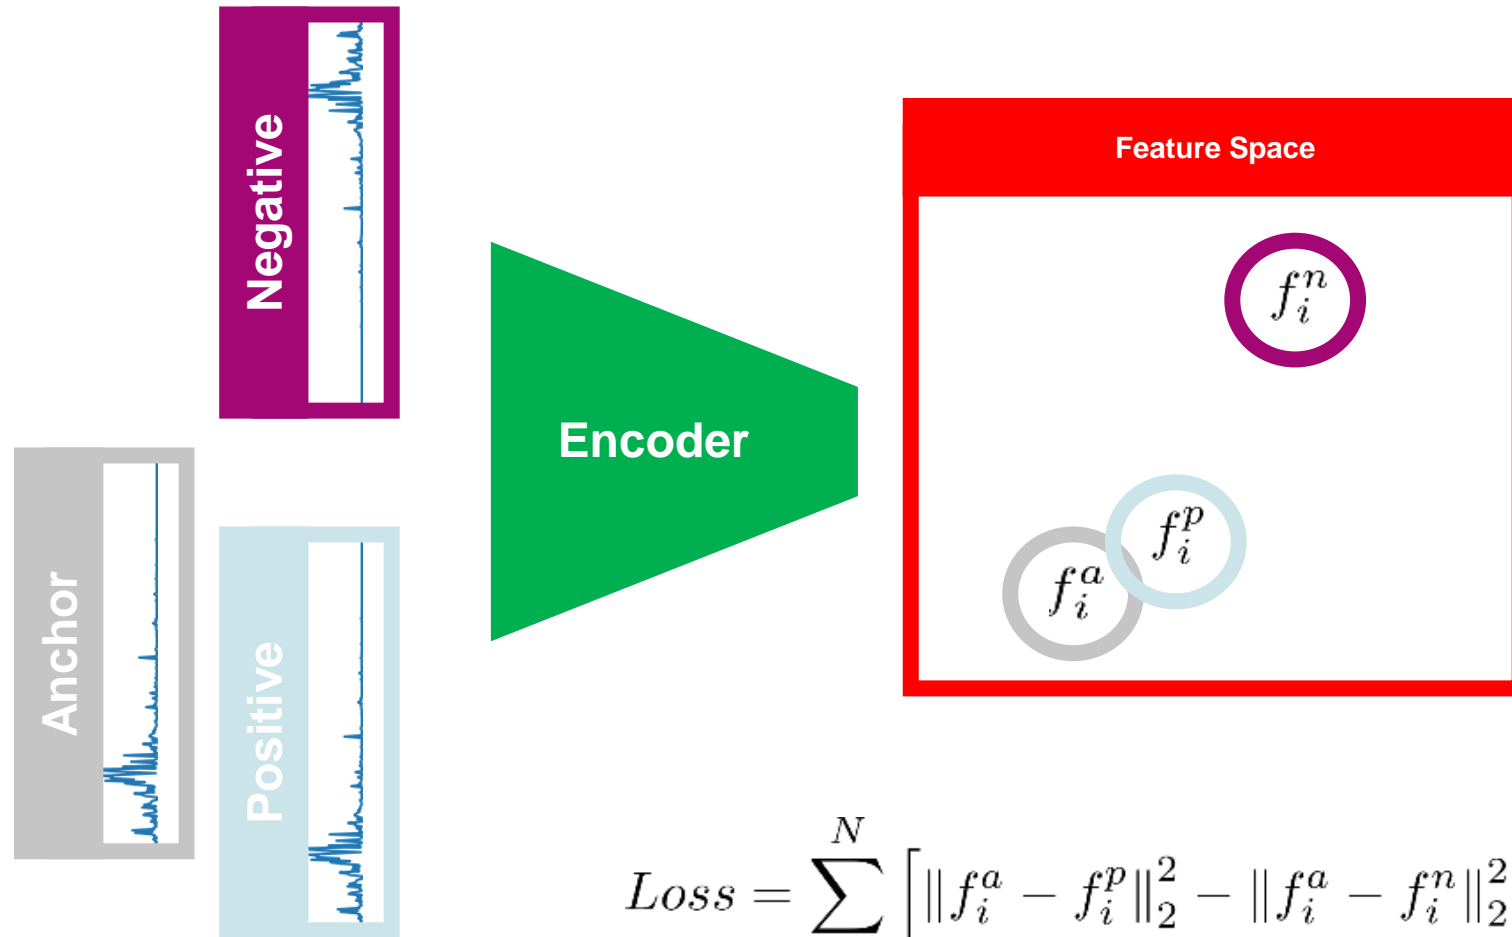 Negative
Feature Space
f_i^n
Encoder
f_i^p
f_i^a
Anchor
Positive
Loss = \sum^N [ \|f_i^a - f_i^p\|_2^2 - \|f_i^a - f_i^n\|_2^2